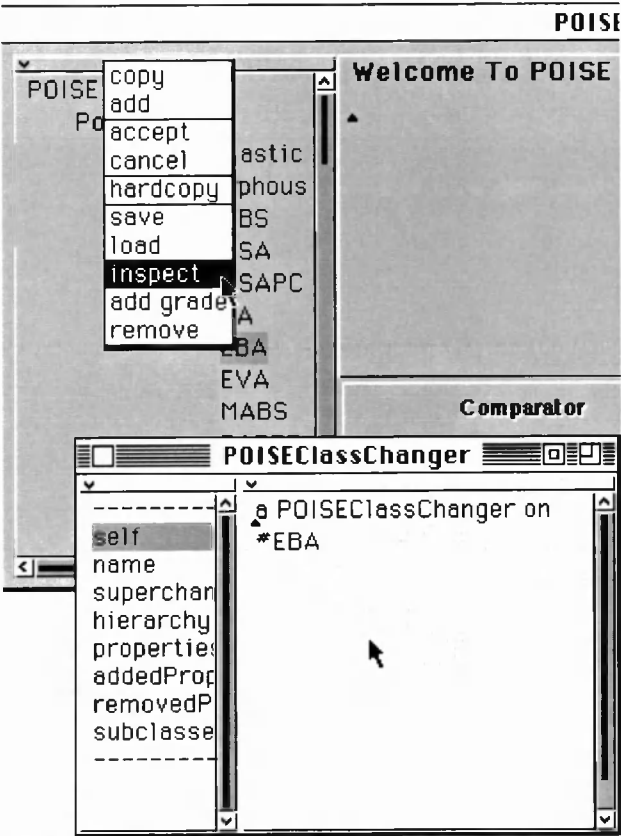 POISE
Welcome To POISE
POISE
Po
copy
add
accept
cancel
hardcopy
save
load
inspect
add grade
remove
astic
phous
BS
SA
SAPC
A
EBA
EVA
MABS
Comparator
POISEClassChanger
self
name
superchan
hierarchy
properties
addedProp
removedP
subclasse
a POISEClassChanger on
#EBA